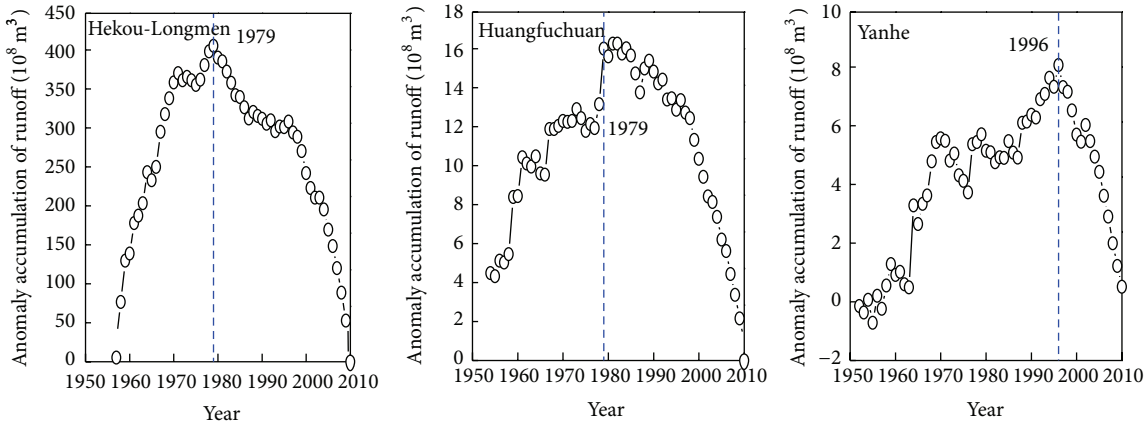 Anomaly accumulation of runoff (10⁸ m³)
450
400
350
300
250
200
150
100
50
0
Hekou-Longmen
1979
1950 1960 1970 1980 1990 2000 2010
Year
Anomaly accumulation of runoff (10⁸ m³)
18
16
14
12
10
8
6
4
2
0
Huangfuchuan
1979
1950 1960 1970 1980 1990 2000 2010
Year
Anomaly accumulation of runoff (10⁸ m³)
10
8
6
4
2
0
−2
Yanhe
1996
1950 1960 1970 1980 1990 2000 2010
Year